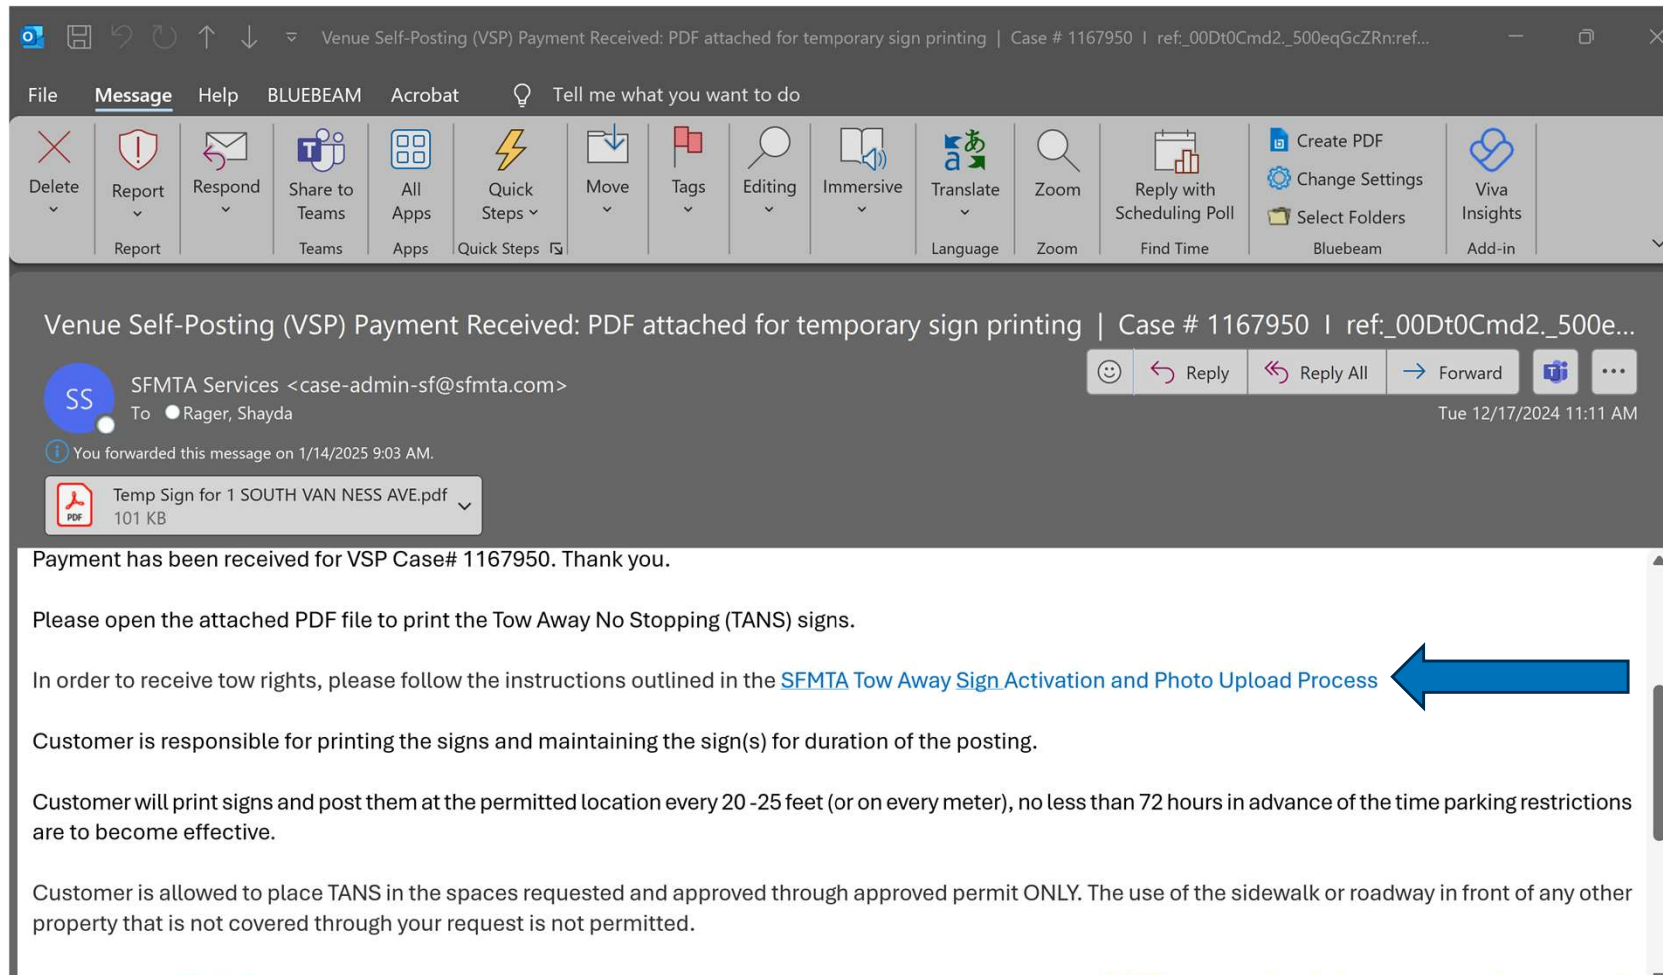 Venue Self-Posting (VSP) Payment Received: PDF attached for temporary sign printing | Case # 1167950 I ref:_00Dt0Cmd2._500eqGcZRn:ref...
File Message Help BLUEBEAM Acrobat Tell me what you want to do
Delete
Report
Respond
Share to Teams
All Apps
Quick Steps
Move
Tags
Editing
Immersive
Translate
Zoom
Reply with Scheduling Poll
Create PDF
Change Settings
Select Folders
Viva Insights
Report Teams Apps Quick Steps Language Zoom Find Time Bluebeam Add-in
Venue Self-Posting (VSP) Payment Received: PDF attached for temporary sign printing | Case # 1167950 I ref:_00Dt0Cmd2._500e...
SS
SFMTA Services <case-admin-sf@sfmta.com>
To Rager, Shayda
Reply Reply All Forward
Tue 12/17/2024 11:11 AM
You forwarded this message on 1/14/2025 9:03 AM.
PDF
Temp Sign for 1 SOUTH VAN NESS AVE.pdf
101 KB
Payment has been received for VSP Case# 1167950. Thank you.
Please open the attached PDF file to print the Tow Away No Stopping (TANS) signs.
In order to receive tow rights, please follow the instructions outlined in the SFMTA Tow Away Sign Activation and Photo Upload Process
Customer is responsible for printing the signs and maintaining the sign(s) for duration of the posting.
Customer will print signs and post them at the permitted location every 20 -25 feet (or on every meter), no less than 72 hours in advance of the time parking restrictions
are to become effective.
Customer is allowed to place TANS in the spaces requested and approved through approved permit ONLY. The use of the sidewalk or roadway in front of any other
property that is not covered through your request is not permitted.